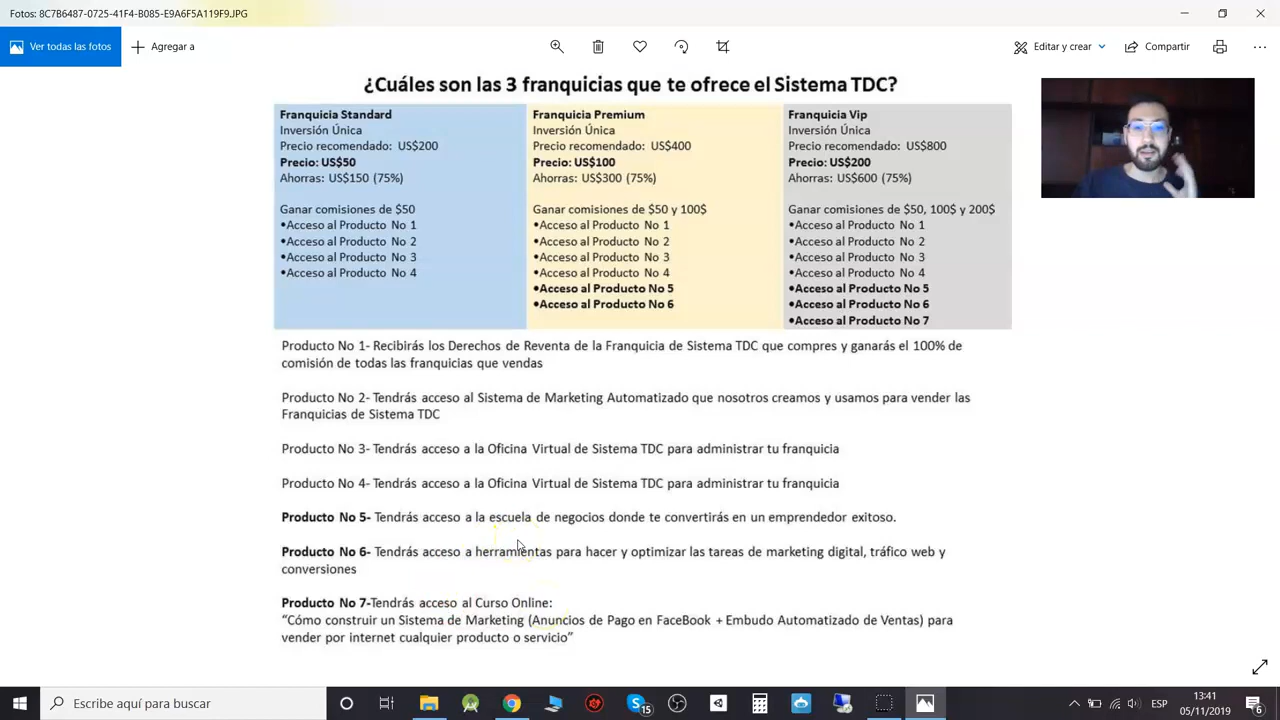 Fotos: 8C7B6487-0725-41F4-B085-E9A6F5A119F9.JPG
Ver todas las fotos
Agregar a
Editar y crear
Compartir
¿Cuáles son las 3 franquicias que te ofrece el Sistema TDC?
Franquicia Standard
Inversión Única
Precio recomendado: US$200
Precio: US$50
Ahorras: US$150 (75%)
Ganar comisiones de $50
•Acceso al Producto No 1
•Acceso al Producto No 2
•Acceso al Producto No 3
•Acceso al Producto No 4
Franquicia Premium
Inversión Única
Precio recomendado: US$400
Precio: US$100
Ahorras: US$300 (75%)
Ganar comisiones de $50 y 100$
•Acceso al Producto No 1
•Acceso al Producto No 2
•Acceso al Producto No 3
•Acceso al Producto No 4
•Acceso al Producto No 5
•Acceso al Producto No 6
Franquicia Vip
Inversión Única
Precio recomendado: US$800
Precio: US$200
Ahorras: US$600 (75%)
Ganar comisiones de $50, 100$ y 200$
•Acceso al Producto No 1
•Acceso al Producto No 2
•Acceso al Producto No 3
•Acceso al Producto No 4
•Acceso al Producto No 5
•Acceso al Producto No 6
•Acceso al Producto No 7
Producto No 1- Recibirás los Derechos de Reventa de la Franquicia de Sistema TDC que compres y ganarás el 100% de
comisión de todas las franquicias que vendas
Producto No 2- Tendrás acceso al Sistema de Marketing Automatizado que nosotros creamos y usamos para vender las
Franquicias de Sistema TDC
Producto No 3- Tendrás acceso a la Oficina Virtual de Sistema TDC para administrar tu franquicia
Producto No 4- Tendrás acceso a la Oficina Virtual de Sistema TDC para administrar tu franquicia
Producto No 5- Tendrás acceso a la escuela de negocios donde te convertirás en un emprendedor exitoso.
Producto No 6- Tendrás acceso a herramientas para hacer y optimizar las tareas de marketing digital, tráfico web y
conversiones
Producto No 7-Tendrás acceso al Curso Online:
“Cómo construir un Sistema de Marketing (Anuncios de Pago en FaceBook + Embudo Automatizado de Ventas) para
vender por internet cualquier producto o servicio”
Escribe aquí para buscar
15
ESP
13:41
05/11/2019
6